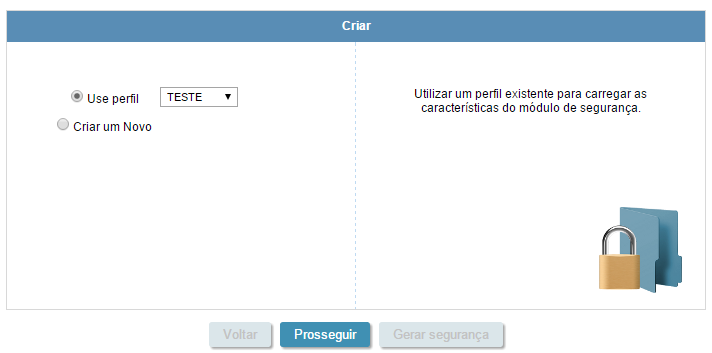 Criar
Use perfil TESTE
Criar um Novo
Utilizar um perfil existente para carregar as
características do módulo de segurança.
Voltar Prosseguir Gerar segurança